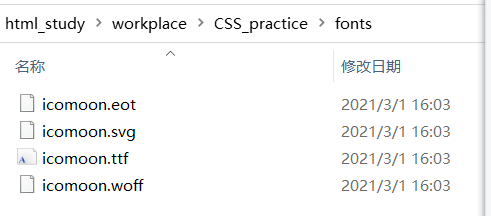 html_study > workplace > CSS_practice > fonts
名称 修改日期
icomoon.eot 2021/3/1 16:03
icomoon.svg 2021/3/1 16:03
icomoon.ttf 2021/3/1 16:03
icomoon.woff 2021/3/1 16:03